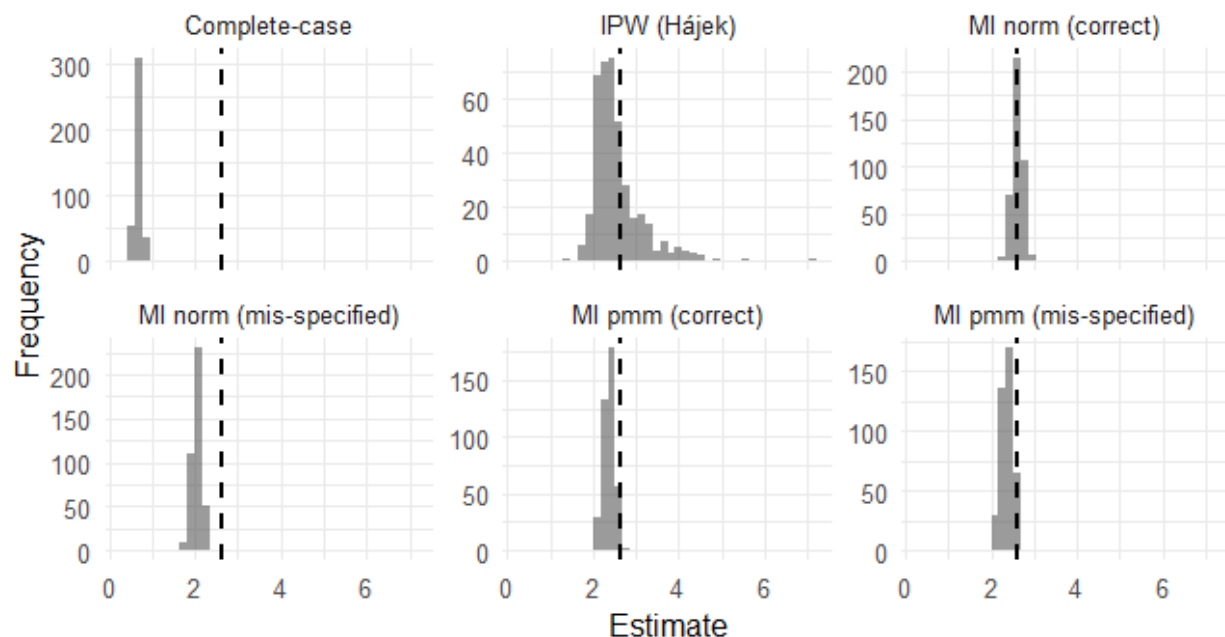 Complete-case
IPW (Hájek)
MI norm (correct)
300
200
100
0
60
40
20
0
200
150
100
50
0
MI norm (mis-specified)
MI pmm (correct)
MI pmm (mis-specified)
200
150
100
50
0
150
100
50
0
150
100
50
0
0 2 4 6
0 2 4 6
0 2 4 6
Frequency
Estimate